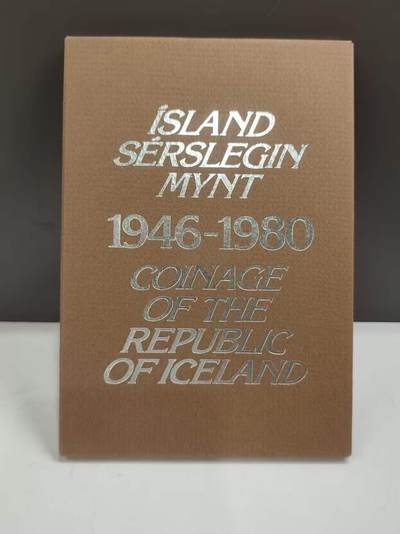 ÍSLAND
SÉRSLEGIN
MYNT
1946-1980
COINAGE
OF THE
REPUBLIC
OF ICELAND